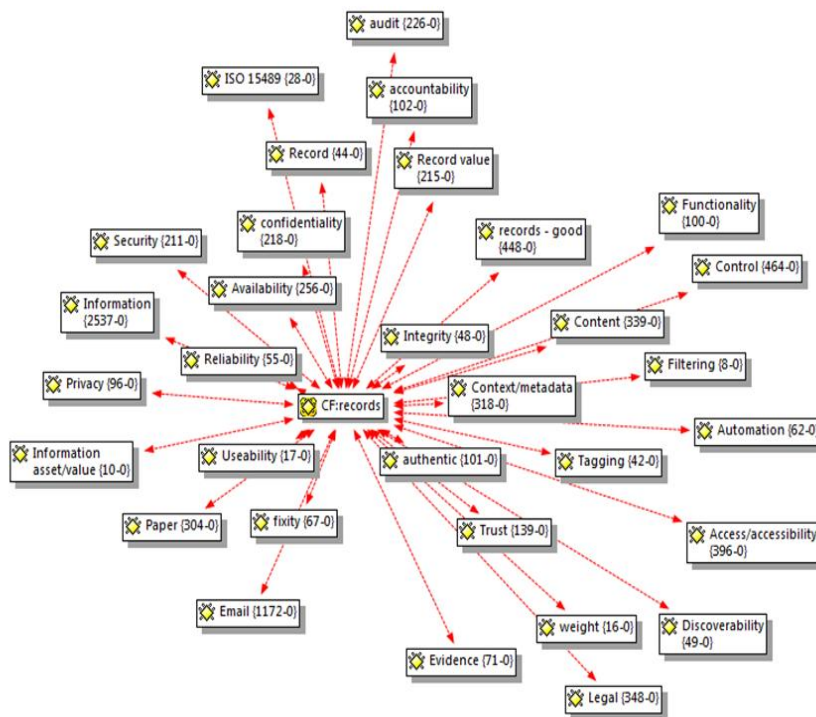 audit {226-0}
ISO 15489 {28-0}
accountability
{102-0}
Record {44-0}
Record value
{215-0}
Functionality
{100-0}
confidentiality
{218-0}
records - good
{448-0}
Security {211-0}
Control {464-0}
Availability {256-0}
Information
{2537-0}
Content {339-0}
Integrity {48-0}
Reliability {55-0}
Filtering {8-0}
Privacy {96-0}
Context/metadata
{318-0}
CF:records
Automation {62-0}
Information
asset/value {10-0}
Useability {17-0}
authentic {101-0}
Tagging {42-0}
Paper {304-0}
fixity {67-0}
Trust {139-0}
Access/accessibility
{396-0}
Email {1172-0}
weight {16-0}
Discoverability
{49-0}
Evidence {71-0}
Legal {348-0}